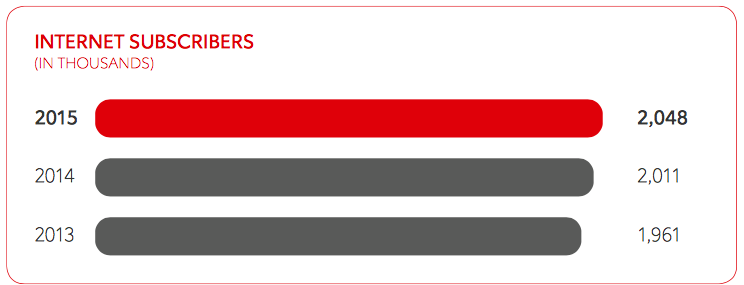 INTERNET SUBSCRIBERS
(IN THOUSANDS)
2015 2,048
2014 2,011
2013 1,961